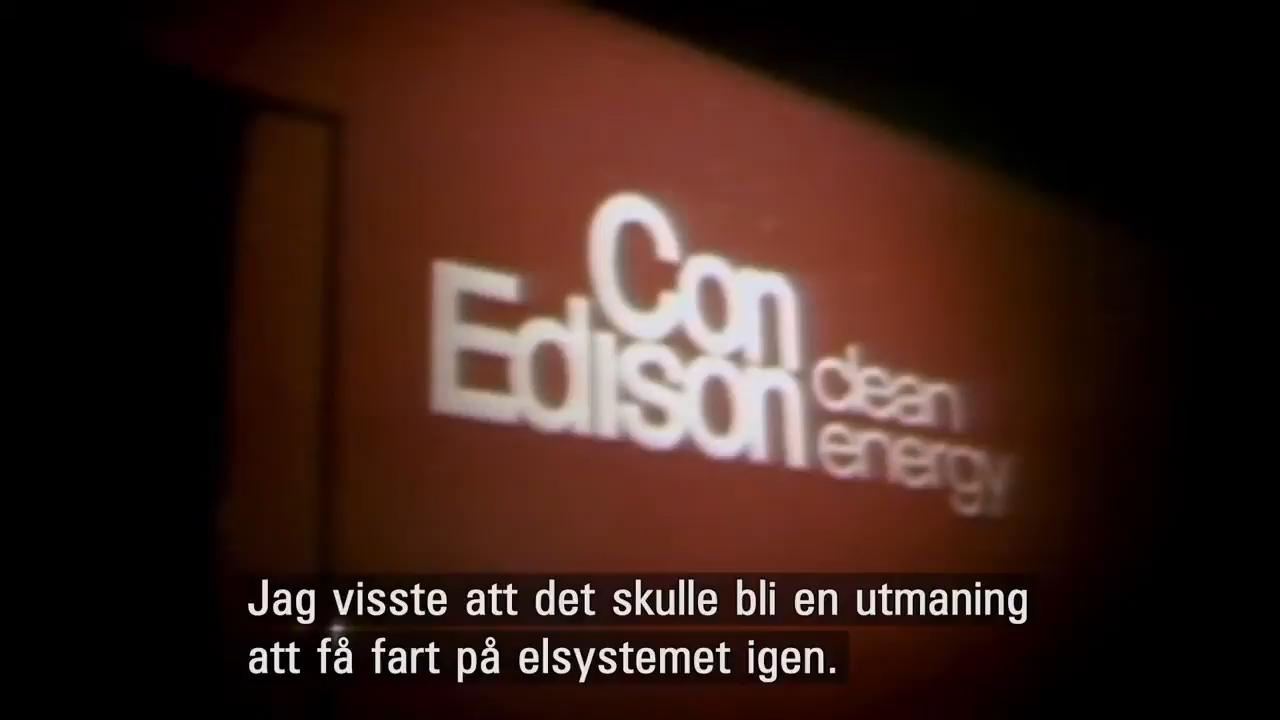 Con
Edison clean
energy
Jag visste att det skulle bli en utmaning
att få fart på elsystemet igen.